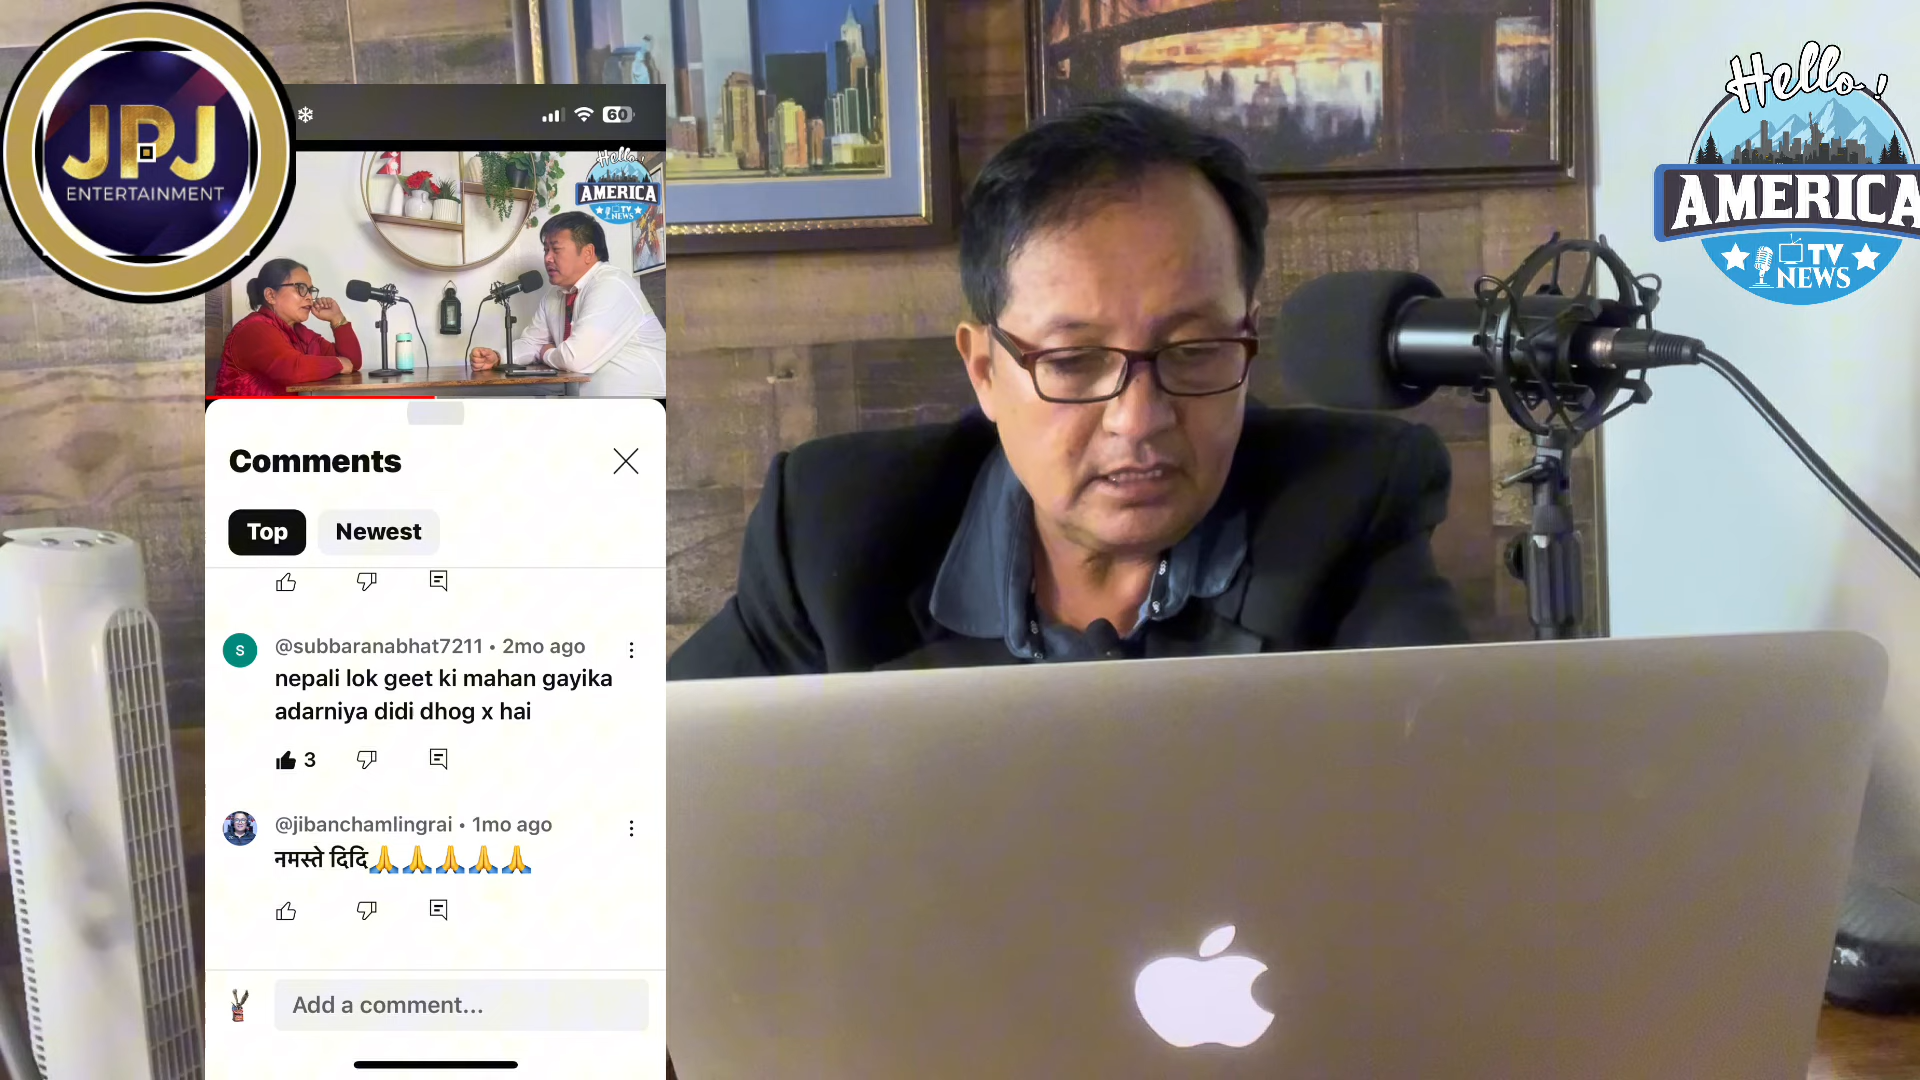 JPJ
ENTERTAINMENT
60
Hello!
AMERICA
TV
NEWS
Comments
Top
Newest
@subbaranabhat7211 • 2mo ago
nepali lok geet ki mahan gayika
adarniya didi dhog x hai
3
@jibanchamlingrai • 1mo ago
नमस्ते दिदि🙏🙏🙏🙏🙏
Add a comment...
Hello!
AMERICA
TV
NEWS